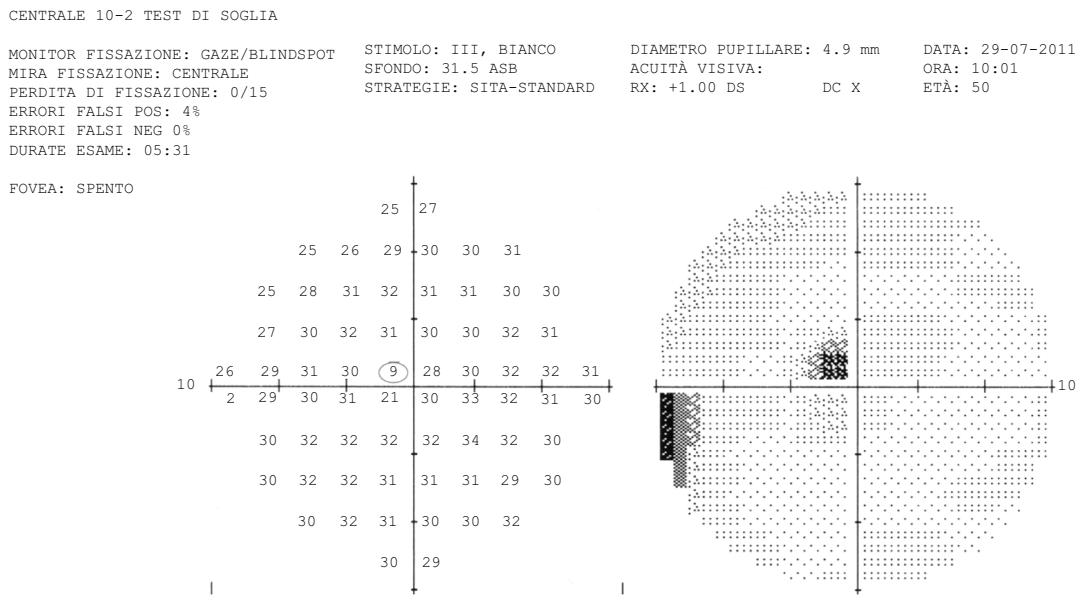 CENTRALE 10-2 TEST DI SOGLIA
MONITOR FISSAZIONE: GAZE/BLINDSPOT
MIRA FISSAZIONE: CENTRALE
PERDITA DI FISSAZIONE: 0/15
ERRORI FALSI POS: 4%
ERRORI FALSI NEG 0%
DURATE ESAME: 05:31
STIMOLO: III, BIANCO
SFONDO: 31.5 ASB
STRATEGIE: SITA-STANDARD
DIAMETRO PUPILLARE: 4.9 mm
ACUITÀ VISIVA:
RX: +1.00 DS DC X
DATA: 29-07-2011
ORA: 10:01
ETÀ: 50
FOVEA: SPENTO
25 27
25 26 29 30 30 31
25 28 31 32 31 31 30 30
27 30 32 31 30 30 32 31
26 29 31 30 9 28 30 32 32 31
10
2 29 30 31 21 30 33 32 31 30
30 32 32 32 32 34 32 30
30 32 32 31 31 31 29 30
30 32 31 30 30 32
30 29
10